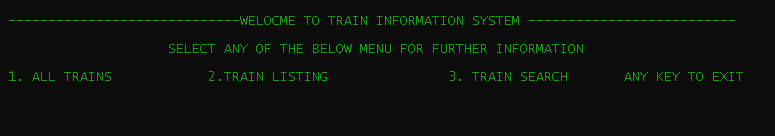 -----------------------------WELOCME TO TRAIN INFORMATION SYSTEM --------------------------
SELECT ANY OF THE BELOW MENU FOR FURTHER INFORMATION
1. ALL TRAINS 2.TRAIN LISTING 3. TRAIN SEARCH ANY KEY TO EXIT